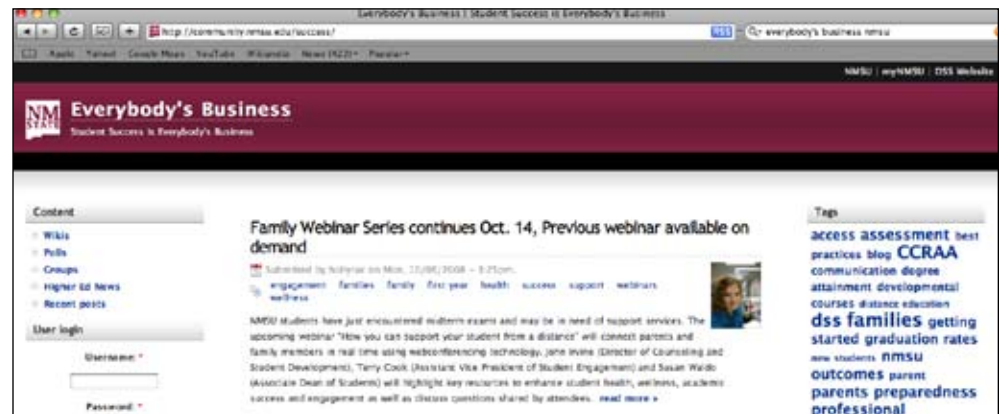 Everybody's Business | Student Success is Everybody's Business
http://community.nmsu.edu/success/
RSS
everybody's business nmsu
Apple Yahoo! Google Maps YouTube Wikipedia News (422) Popular
NMSU | myNMSU | DSS Website
NM
STATE
Everybody's Business
Student Success is Everybody's Business
Content
Wikis
Polls
Groups
Higher Ed News
Recent posts
User login
Username: *
Password: *
Family Webinar Series continues Oct. 14, Previous webinar available on
demand
Submitted by on Mon, 2008 - 
engagement families family first year health success support webinars
wellness
NMSU students have just encountered midterm exams and may be in need of support services. The
upcoming webinar "How you can support your student from a distance" will connect parents and
family members in real time using webconferencing technology. John Irvine (Director of Counseling and
Student Development), Terry Cook (Assistant Vice President of Student Engagement) and Susan Waldo
(Associate Dean of Students) will highlight key resources to enhance student health, wellness, academic
success and engagement as well as discuss questions shared by attendees. read more »
Tags
access assessment best
practices blog CCRAA
communication degree
attainment developmental
courses distance education
dss families getting
started graduation rates
new students nmsu
outcomes parent
parents preparedness
professional